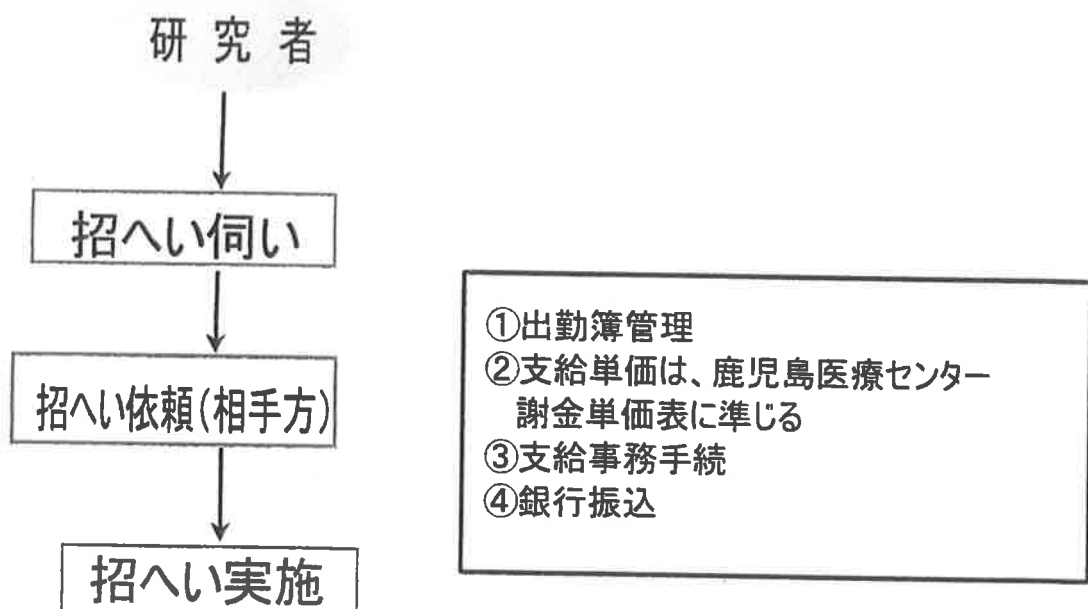 研究者
招へい伺い
招へい依頼(相手方)
招へい実施
①出勤簿管理
②支給単価は、鹿児島医療センター
謝金単価表に準じる
③支給事務手続
④銀行振込